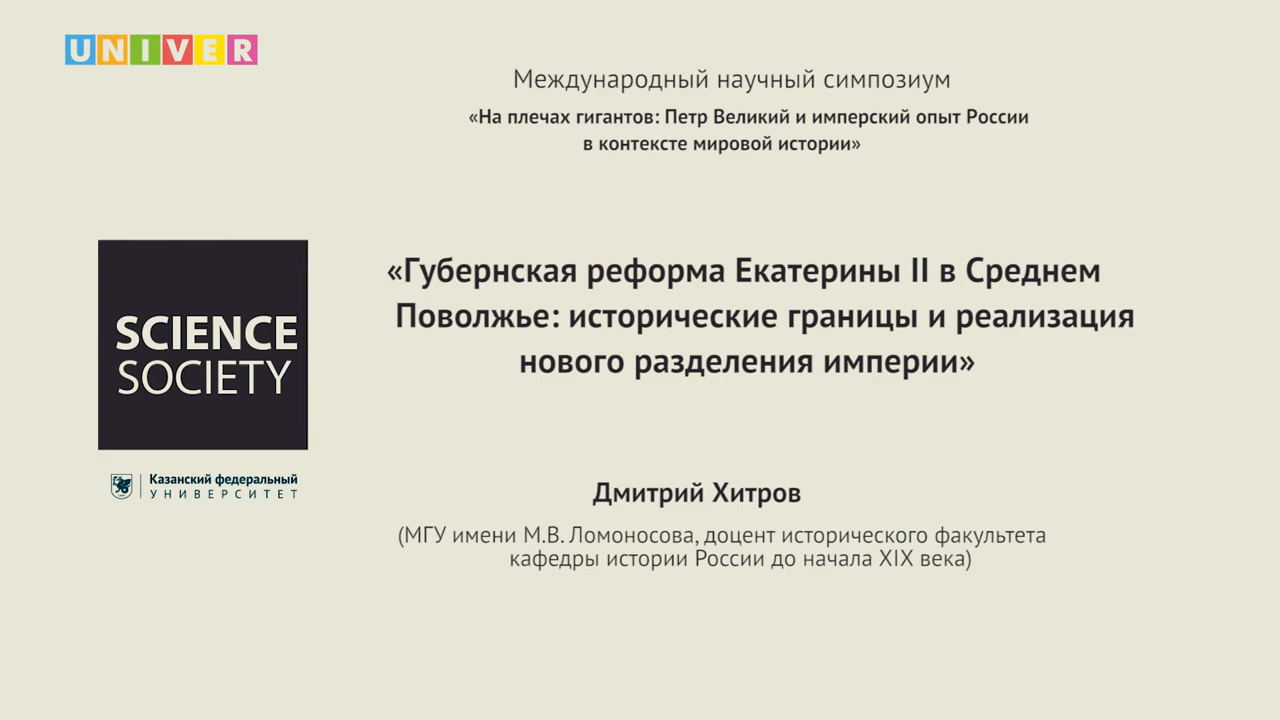 UNIVER
Международный научный симпозиум
«На плечах гигантов: Петр Великий и имперский опыт России
в контексте мировой истории»
«Губернская реформа Екатерины II в Среднем
Поволжье: исторические границы и реализация
нового разделения империи»
SCIENCE
SOCIETY
Казанский федеральный
УНИВЕРСИТЕТ
Дмитрий Хитров
(МГУ имени М.В. Ломоносова, доцент исторического факультета
кафедры истории России до начала XIX века)